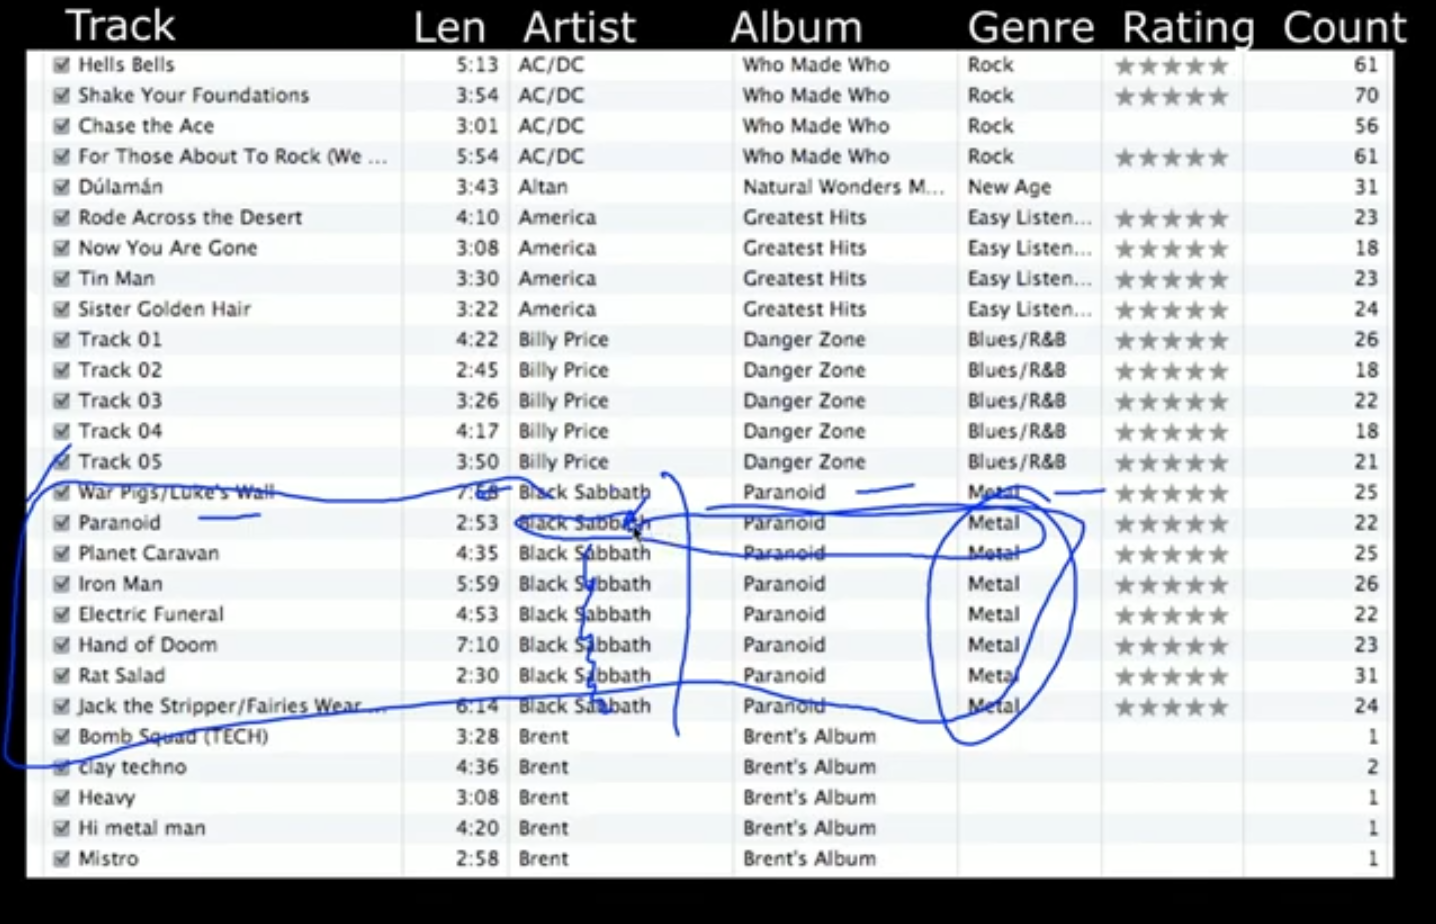 Track Len Artist Album Genre Rating Count
Hells Bells 5:13 AC/DC Who Made Who Rock ★★★★★ 61
Shake Your Foundations 3:54 AC/DC Who Made Who Rock ★★★★★ 70
Chase the Ace 3:01 AC/DC Who Made Who Rock 56
For Those About To Rock (We ... 5:54 AC/DC Who Made Who Rock ★★★★★ 61
Dúlamán 3:43 Altan Natural Wonders M... New Age 31
Rode Across the Desert 4:10 America Greatest Hits Easy Listen... ★★★★★ 23
Now You Are Gone 3:08 America Greatest Hits Easy Listen... ★★★★★ 18
Tin Man 3:30 America Greatest Hits Easy Listen... ★★★★★ 23
Sister Golden Hair 3:22 America Greatest Hits Easy Listen... ★★★★★ 24
Track 01 4:22 Billy Price Danger Zone Blues/R&B ★★★★★ 26
Track 02 2:45 Billy Price Danger Zone Blues/R&B ★★★★★ 18
Track 03 3:26 Billy Price Danger Zone Blues/R&B ★★★★★ 22
Track 04 4:17 Billy Price Danger Zone Blues/R&B ★★★★★ 18
Track 05 3:50 Billy Price Danger Zone Blues/R&B ★★★★★ 21
War Pigs/Luke's Wall Black Sabbath Paranoid Metal ★★★★★ 25
Paranoid 2:53 Black Sabbath Paranoid Metal ★★★★★ 22
Planet Caravan 4:35 Black Sabbath Paranoid Metal ★★★★★ 25
Iron Man 5:59 Black Sabbath Paranoid Metal ★★★★★ 26
Electric Funeral 4:53 Black Sabbath Paranoid Metal ★★★★★ 22
Hand of Doom 7:10 Black Sabbath Paranoid Metal ★★★★★ 23
Rat Salad 2:30 Black Sabbath Paranoid Metal ★★★★★ 31
Jack the Stripper/Fairies Wear ... 6:14 Black Sabbath Paranoid Metal ★★★★★ 24
Bomb Squad (TECH) 3:28 Brent Brent's Album 1
clay techno 4:36 Brent Brent's Album 2
Heavy 3:08 Brent Brent's Album 1
Hi metal man 4:20 Brent Brent's Album 1
Mistro 2:58 Brent Brent's Album 1